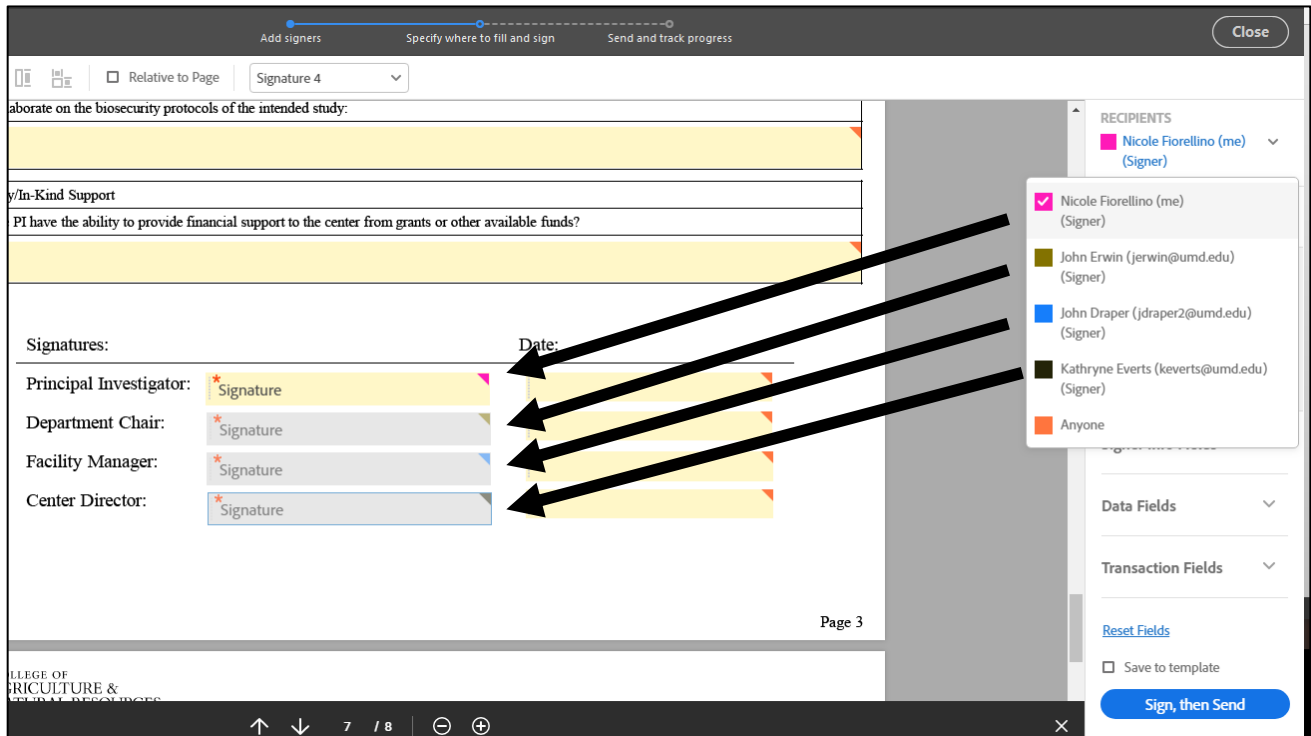 Add signers
Specify where to fill and sign
Send and track progress
Close
Relative to Page
Signature 4
aborate on the biosecurity protocols of the intended study:
y/In-Kind Support
PI have the ability to provide financial support to the center from grants or other available funds?
Signatures:
Date:
Principal Investigator:
*Signature
Department Chair:
*Signature
Facility Manager:
*Signature
Center Director:
*Signature
Page 3
LLEGE OF
GRICULTURE &
7 / 8
RECIPIENTS
Nicole Fiorellino (me)
(Signer)
Nicole Fiorellino (me)
(Signer)
John Erwin (jerwin@umd.edu)
(Signer)
John Draper (jdraper2@umd.edu)
(Signer)
Kathryne Everts (keverts@umd.edu)
(Signer)
Anyone
Data Fields
Transaction Fields
Reset Fields
Save to template
Sign, then Send